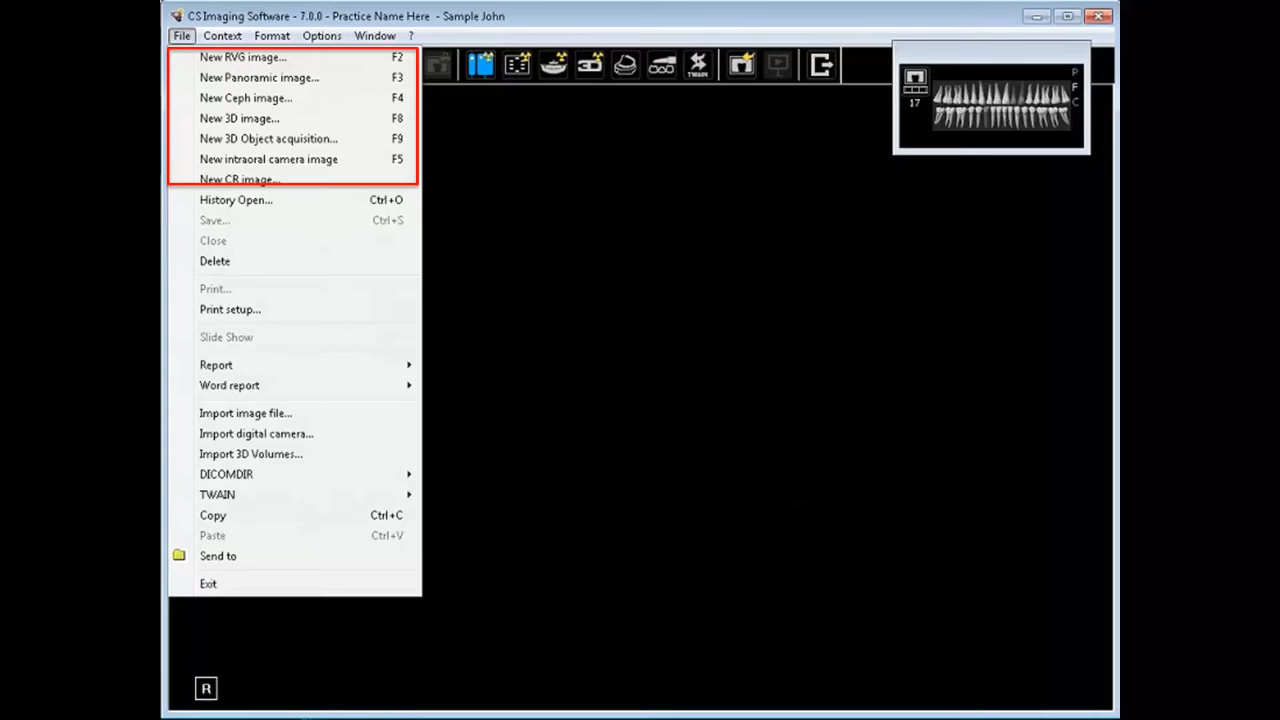 CS Imaging Software - 7.0.0 - Practice Name Here - Sample John
File Context Format Options Window ?
New RVG image... F2
New Panoramic image... F3
New Ceph image... F4
New 3D image... F8
New 3D Object acquisition... F9
New intraoral camera image F5
New CR image...
History Open... Ctrl+O
Save... Ctrl+S
Close
Delete
Print...
Print setup...
Slide Show
Report
Word report
Import image file...
Import digital camera...
Import 3D Volumes...
DICOMDIR
TWAIN
Copy Ctrl+C
Paste Ctrl+V
Send to
Exit
3D
TWAIN
17
P
F
C
R